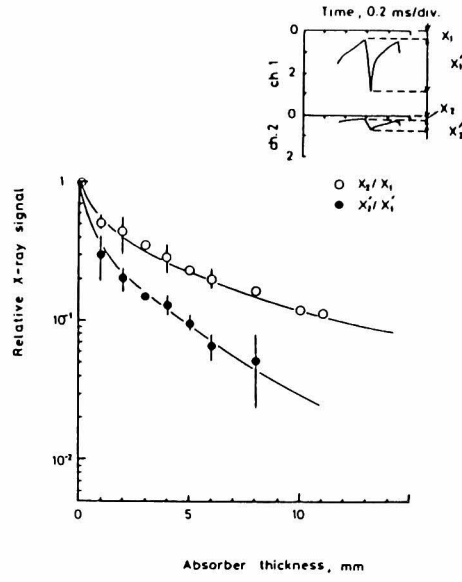 Time, 0.2 ms/div.
0
ch.1
2
0
ch.2
2
X₁
X₁′
X₂
X₂′
○ X₂/X₁
● X₂′/X₁′
Relative X-ray signal
1
10⁻¹
10⁻²
0
5
10
Absorber thickness, mm